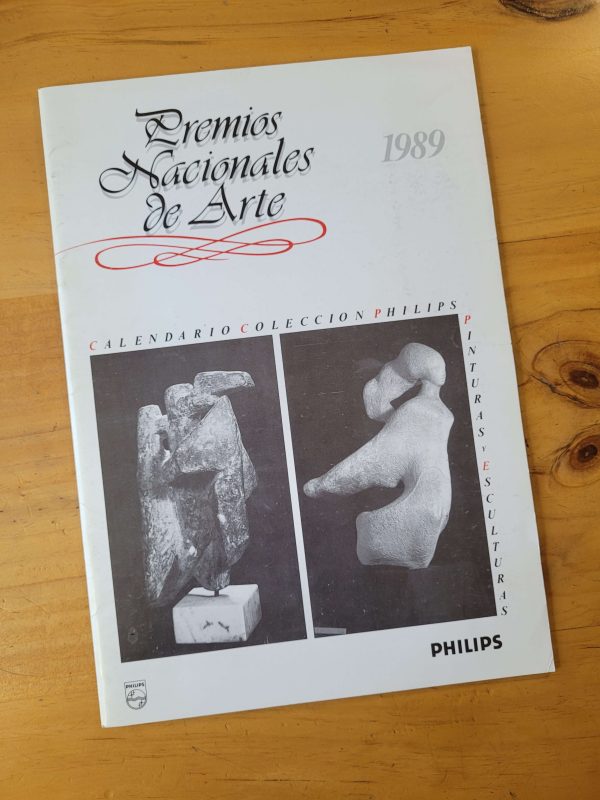 Premios
Nacionales
de Arte
1989
CALENDARIO COLECCION PHILIPS
PINTURAS Y ESCULTURAS
PHILIPS
PHILIPS